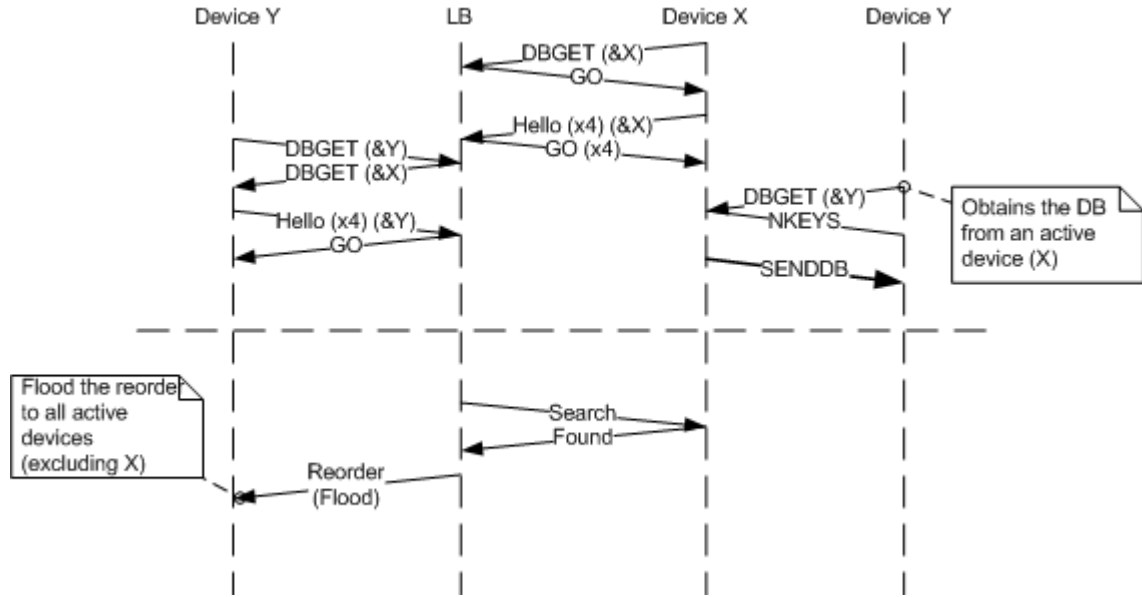 Device Y
LB
Device X
Device Y
DBGET (&X)
GO
Hello (x4) (&X)
GO (x4)
DBGET (&Y)
DBGET (&X)
Hello (x4) (&Y)
GO
DBGET (&Y)
NKEYS
SENDDB
Obtains the DB
from an active
device (X)
Flood the reorder
to all active
devices
(excluding X)
Search
Found
Reorder
(Flood)